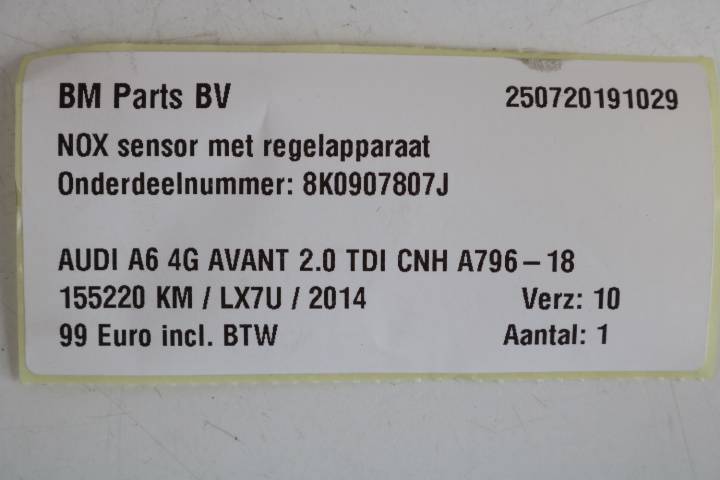 BM Parts BV 250720191029
NOX sensor met regelapparaat
Onderdeelnummer: 8K0907807J
AUDI A6 4G AVANT 2.0 TDI CNH A796-18
155220 KM / LX7U / 2014 Verz: 10
99 Euro incl. BTW Aantal: 1